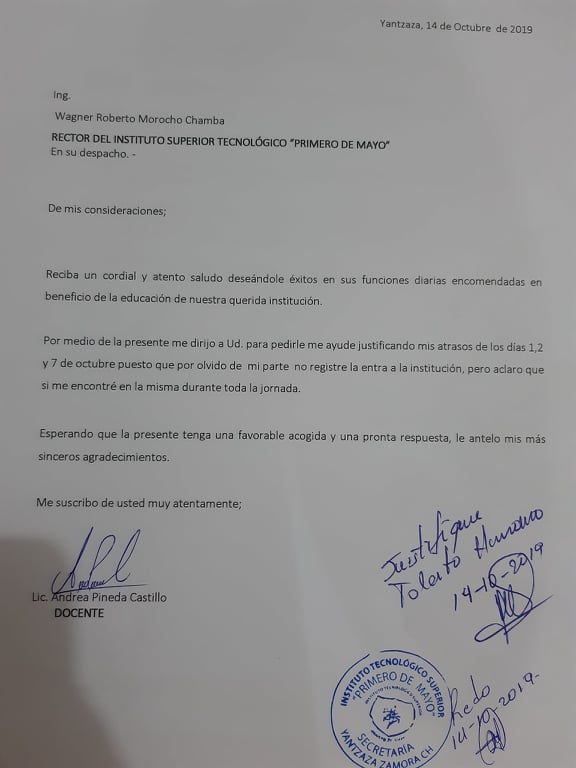 Yantzaza, 14 de Octubre de 2019
Ing.
Wagner Roberto Morocho Chamba
RECTOR DEL INSTITUTO SUPERIOR TECNOLÓGICO “PRIMERO DE MAYO”
En su despacho. -
De mis consideraciones;
Reciba un cordial y atento saludo deseándole éxitos en sus funciones diarias encomendadas en
beneficio de la educación de nuestra querida institución.
Por medio de la presente me dirijo a Ud. para pedirle me ayude justificando mis atrasos de los días 1,2
y 7 de octubre puesto que por olvido de mi parte no registre la entra a la institución, pero aclaro que
si me encontré en la misma durante toda la jornada.
Esperando que la presente tenga una favorable acogida y una pronta respuesta, le antelo mis más
sinceros agradecimientos.
Me suscribo de usted muy atentamente;
Lic. Andrea Pineda Castillo
DOCENTE
Justifique
14-10-2019
INSTITUTO TECNOLÓGICO SUPERIOR
"PRIMERO DE MAYO"
SECRETARÍA
YANTZAZA ZAMORA CH
14-10-2019-